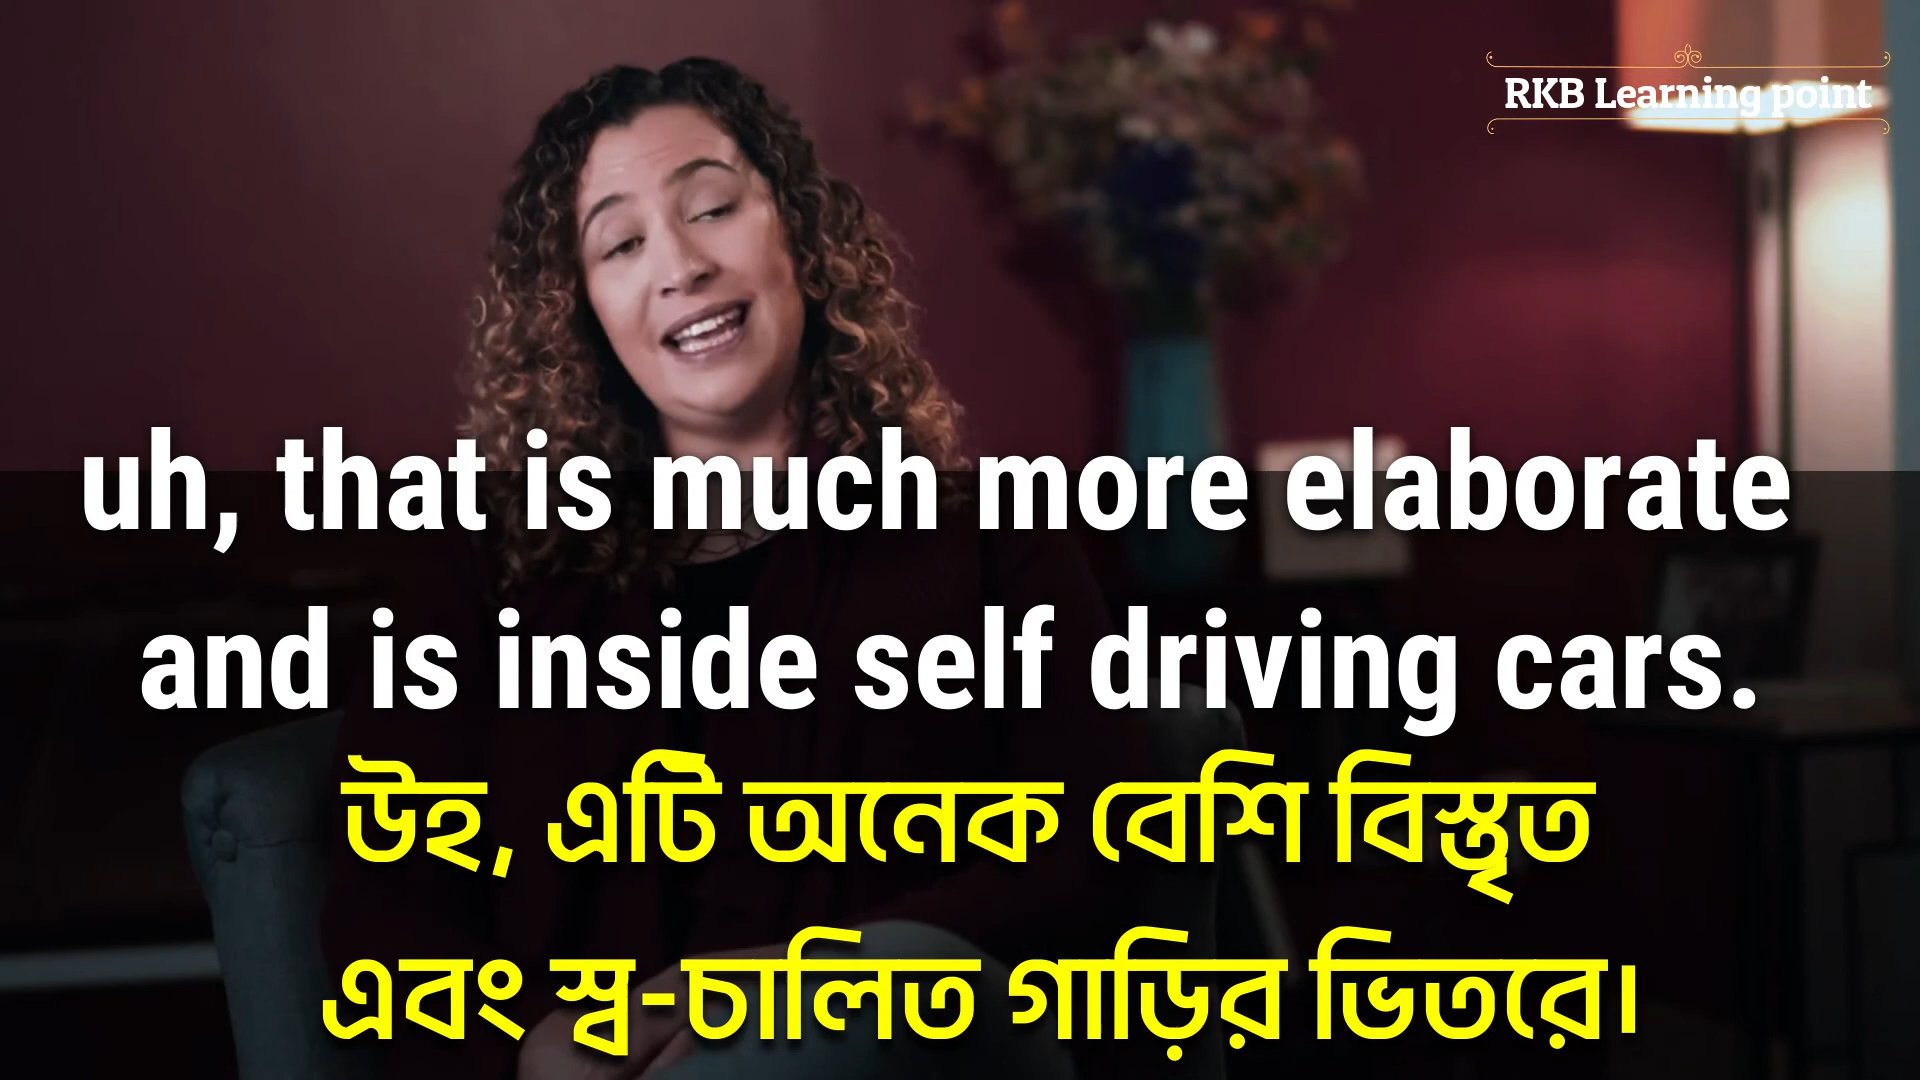 RKB Learning point
uh, that is much more elaborate
and is inside self driving cars.
উহ, এটি অনেক বেশি বিস্তৃত
এবং স্ব-চালিত গাড়ির ভিতরে।